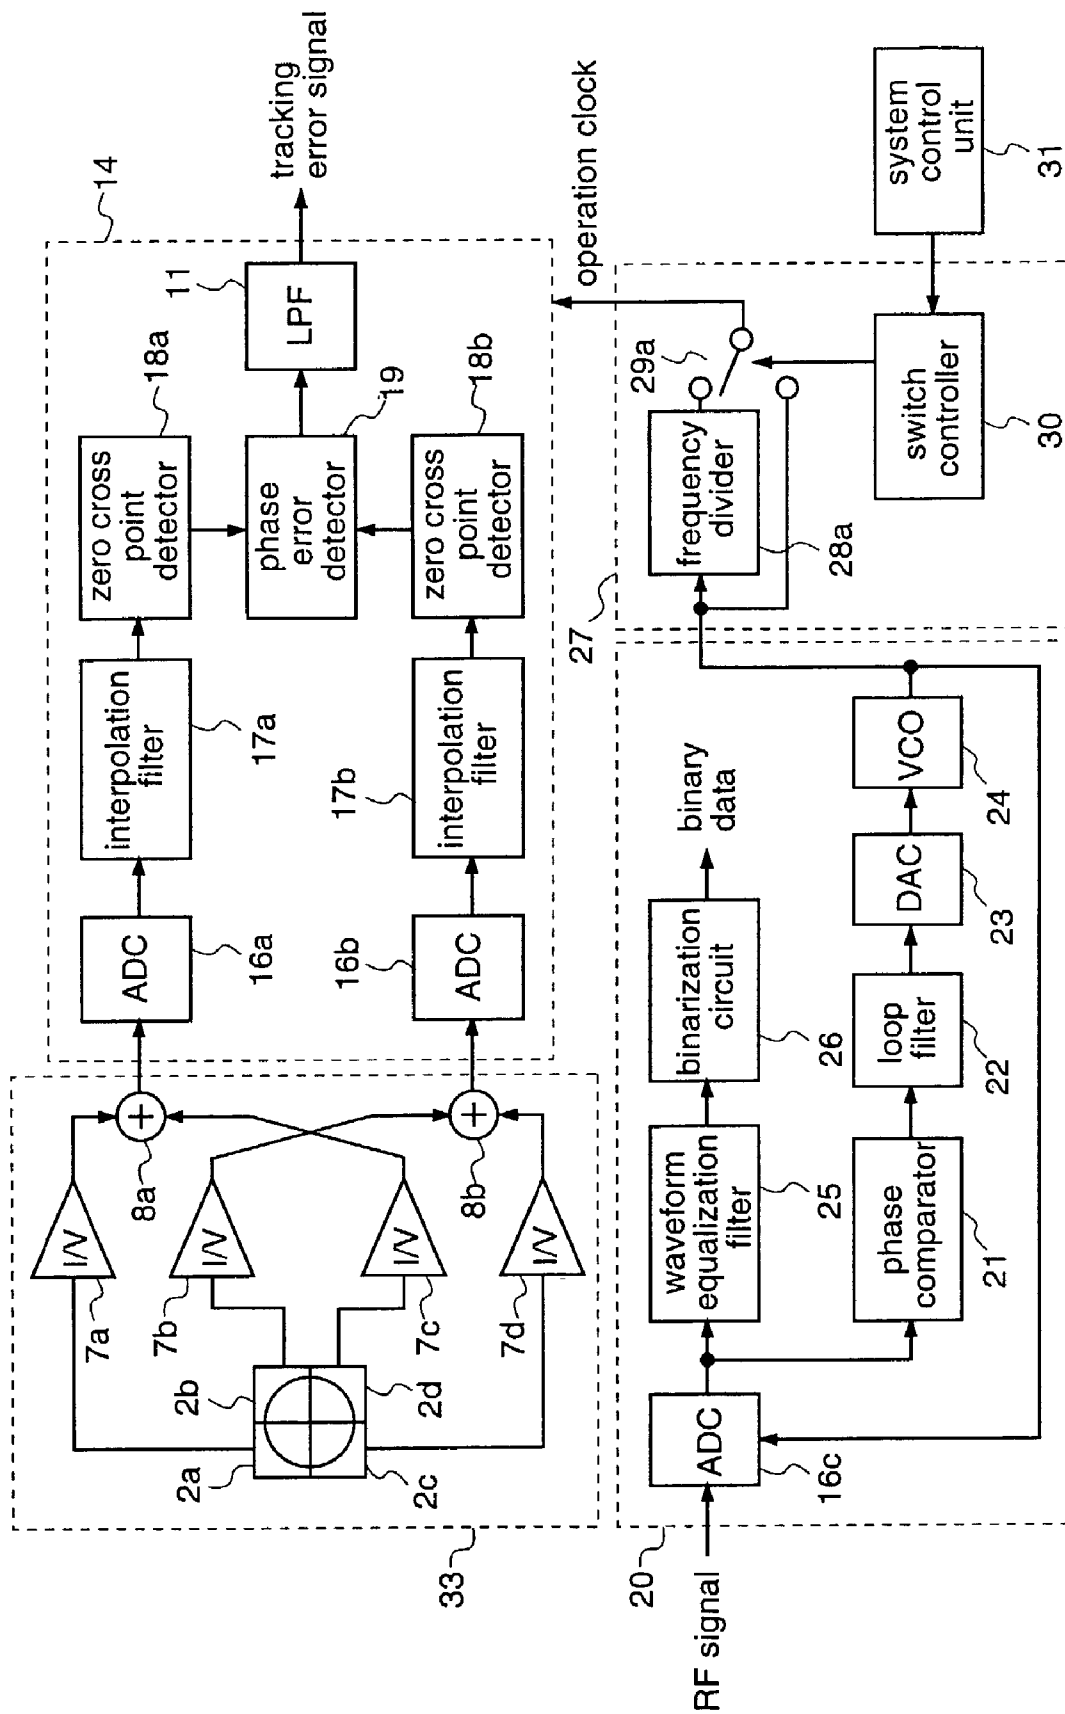 33
2a
2b
2c
2d
7a
I/V
7b
I/V
7c
I/V
7d
I/V
8a
+
8b
+
14
ADC
16a
interpolation
filter
17a
zero cross
point
detector
18a
phase
error
detector
19
LPF
11
tracking
error signal
ADC
16b
interpolation
filter
17b
zero cross
point
detector
18b
operation clock
20
RF signal
ADC
16c
waveform
equalization
filter
25
binarization
circuit
26
binary
data
phase
comparator
21
loop
filter
22
DAC
23
VCO
24
27
frequency
divider
28a
29a
switch
controller
30
system
control
unit
31